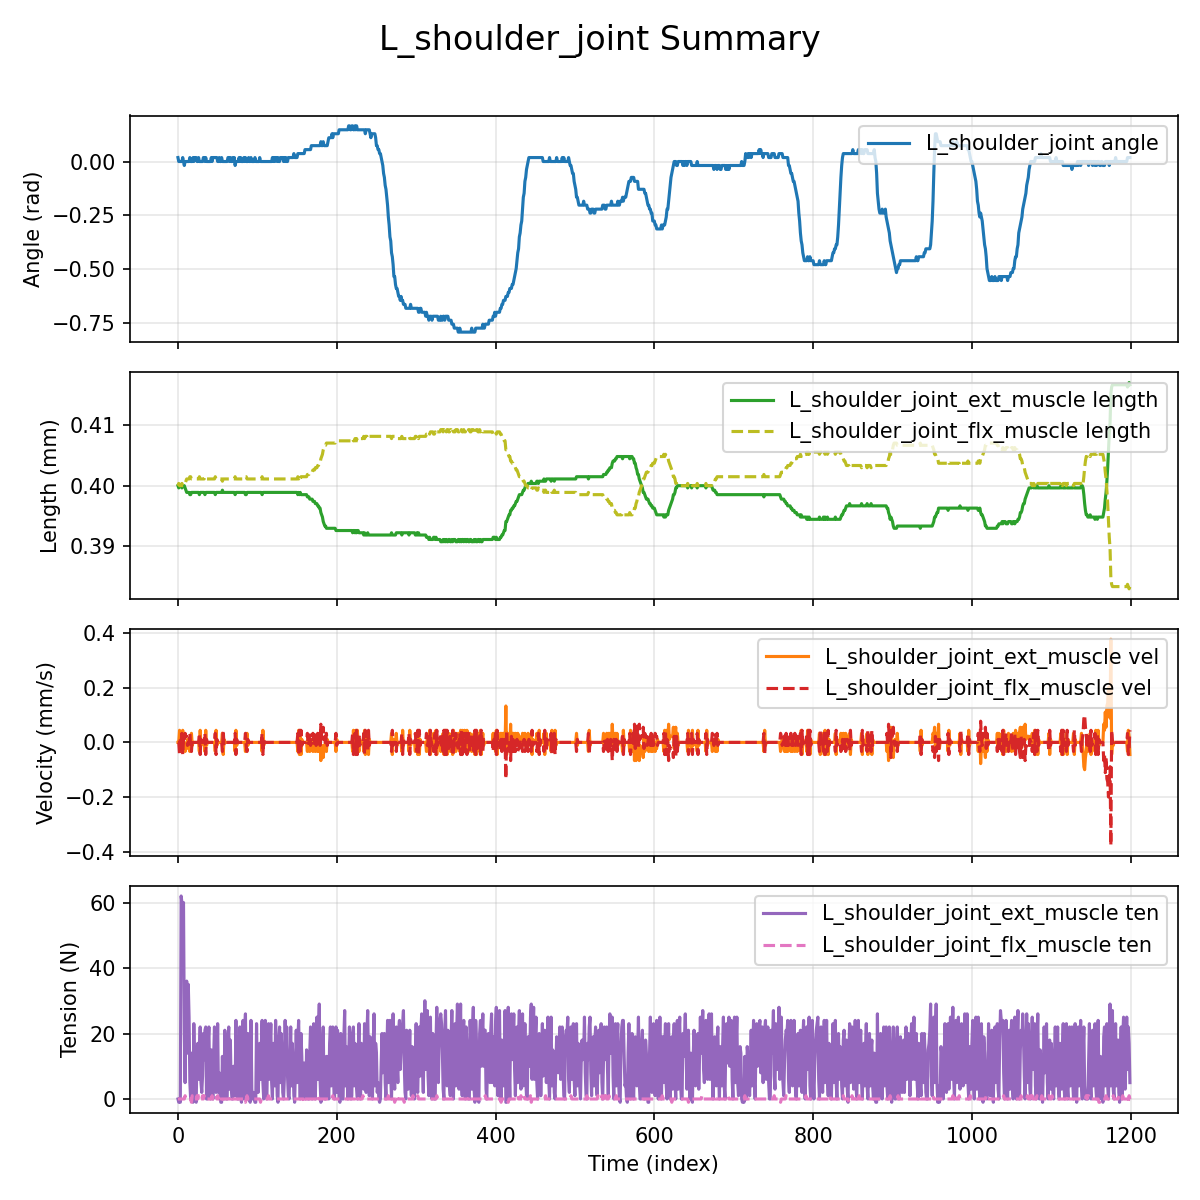 L_shoulder_joint Summary
L_shoulder_joint angle
0.00
−0.25
−0.50
−0.75
Angle (rad)
L_shoulder_joint_ext_muscle length
L_shoulder_joint_flx_muscle length
0.41
0.40
0.39
Length (mm)
L_shoulder_joint_ext_muscle vel
L_shoulder_joint_flx_muscle vel
0.4
0.2
0.0
−0.2
−0.4
Velocity (mm/s)
L_shoulder_joint_ext_muscle ten
L_shoulder_joint_flx_muscle ten
60
40
20
0
Tension (N)
0 200 400 600 800 1000 1200
Time (index)